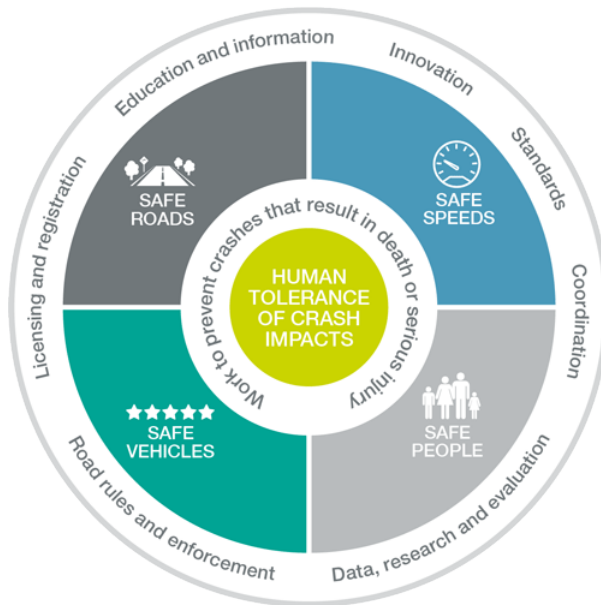 Education and information
Innovation
Standards
Coordination
Data, research and evaluation
Road rules and enforcement
Licensing and registration
SAFE
ROADS
SAFE
SPEEDS
SAFE
PEOPLE
SAFE
VEHICLES
Work to prevent crashes that result in death or serious injury
HUMAN
TOLERANCE
OF CRASH
IMPACTS